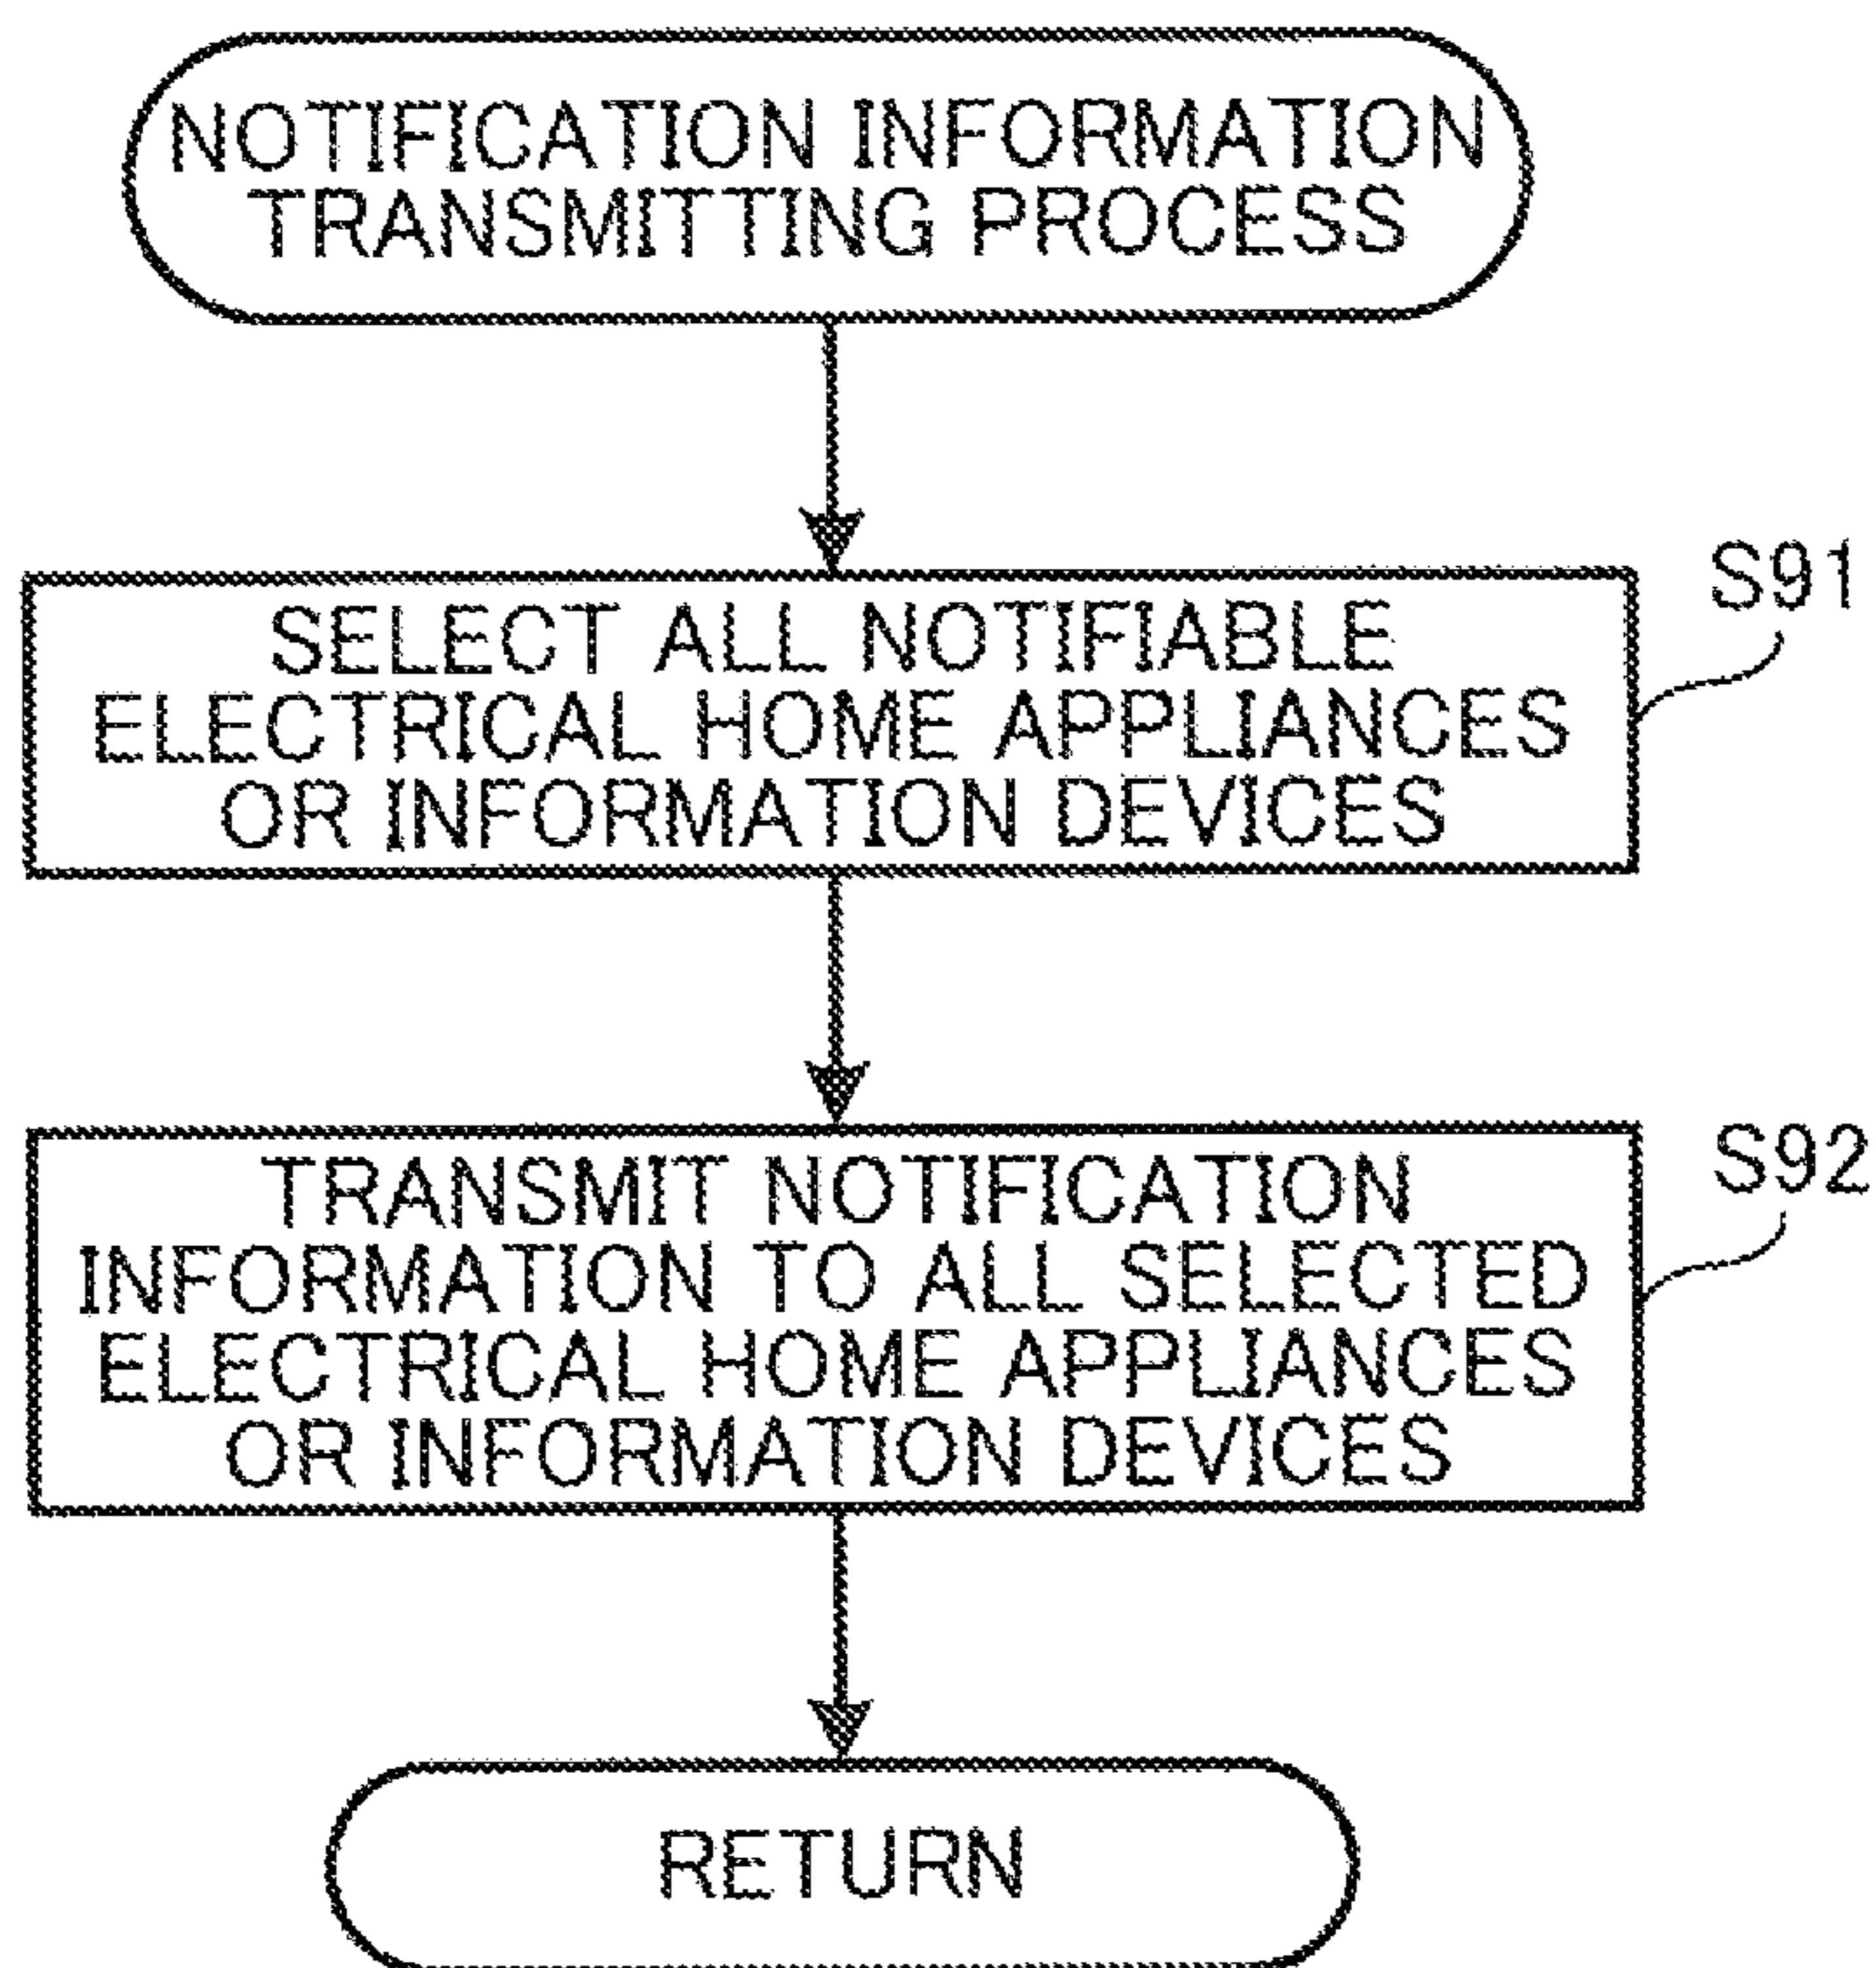 NOTIFICATION INFORMATION
TRANSMITTING PROCESS
S91
SELECT ALL NOTIFIABLE
ELECTRICAL HOME APPLIANCES
OR INFORMATION DEVICES
S92
TRANSMIT NOTIFICATION
INFORMATION TO ALL SELECTED
ELECTRICAL HOME APPLIANCES
OR INFORMATION DEVICES
RETURN